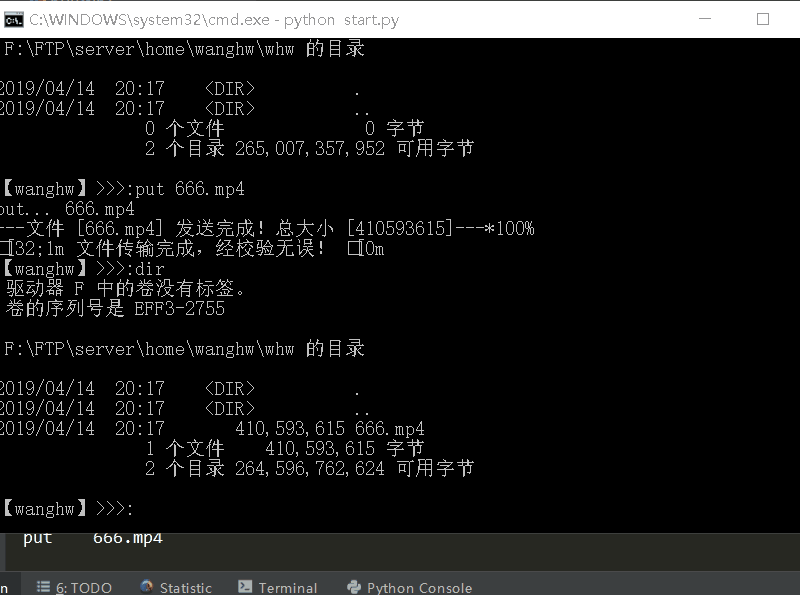 C:\WINDOWS\system32\cmd.exe - python start.py
F:\FTP\server\home\wanghw\whw 的目录
2019/04/14 20:17 <DIR> .
2019/04/14 20:17 <DIR> ..
0 个文件 0 字节
2 个目录 265,007,357,952 可用字节
【wanghw】>>>:put 666.mp4
put... 666.mp4
---文件 [666.mp4] 发送完成! 总大小 [410593615]---*100%
□[32;1m 文件传输完成，经校验无误! □[0m
【wanghw】>>>:dir
驱动器 F 中的卷没有标签。
卷的序列号是 EFF3-2755
F:\FTP\server\home\wanghw\whw 的目录
2019/04/14 20:17 <DIR> .
2019/04/14 20:17 <DIR> ..
2019/04/14 20:17 410,593,615 666.mp4
1 个文件 410,593,615 字节
2 个目录 264,596,762,624 可用字节
【wanghw】>>>:
put 666.mp4
n 6: TODO Statistic Terminal Python Console